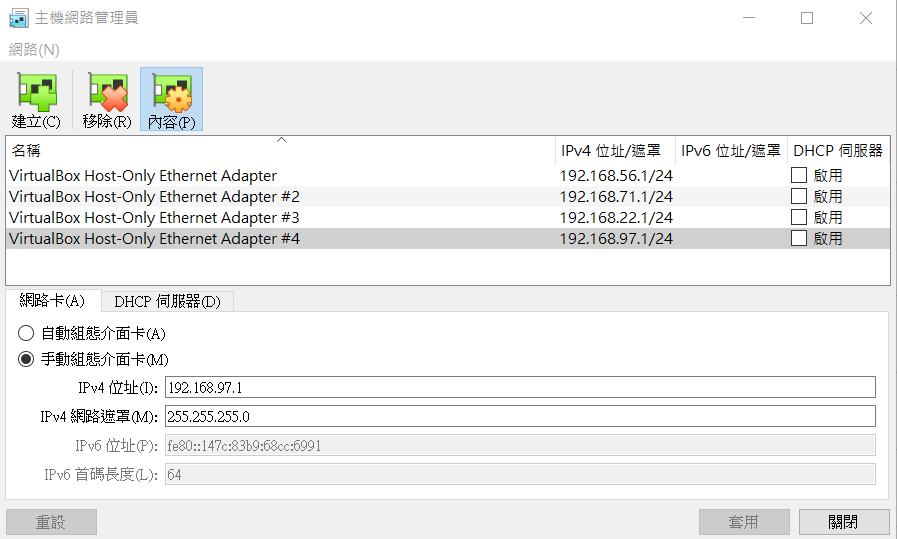 主機網路管理員
網路(N)
建立(C) 移除(R) 內容(P)
名稱 IPv4 位址/遮罩 IPv6 位址/遮罩 DHCP 伺服器
VirtualBox Host-Only Ethernet Adapter 192.168.56.1/24 啟用
VirtualBox Host-Only Ethernet Adapter #2 192.168.71.1/24 啟用
VirtualBox Host-Only Ethernet Adapter #3 192.168.22.1/24 啟用
VirtualBox Host-Only Ethernet Adapter #4 192.168.97.1/24 啟用
網路卡(A) DHCP 伺服器(D)
自動組態介面卡(A)
手動組態介面卡(M)
IPv4 位址(I): 192.168.97.1
IPv4 網路遮罩(M): 255.255.255.0
IPv6 位址(P): fe80::147c:83b9:68cc:6991
IPv6 首碼長度(L): 64
重設 套用 關閉